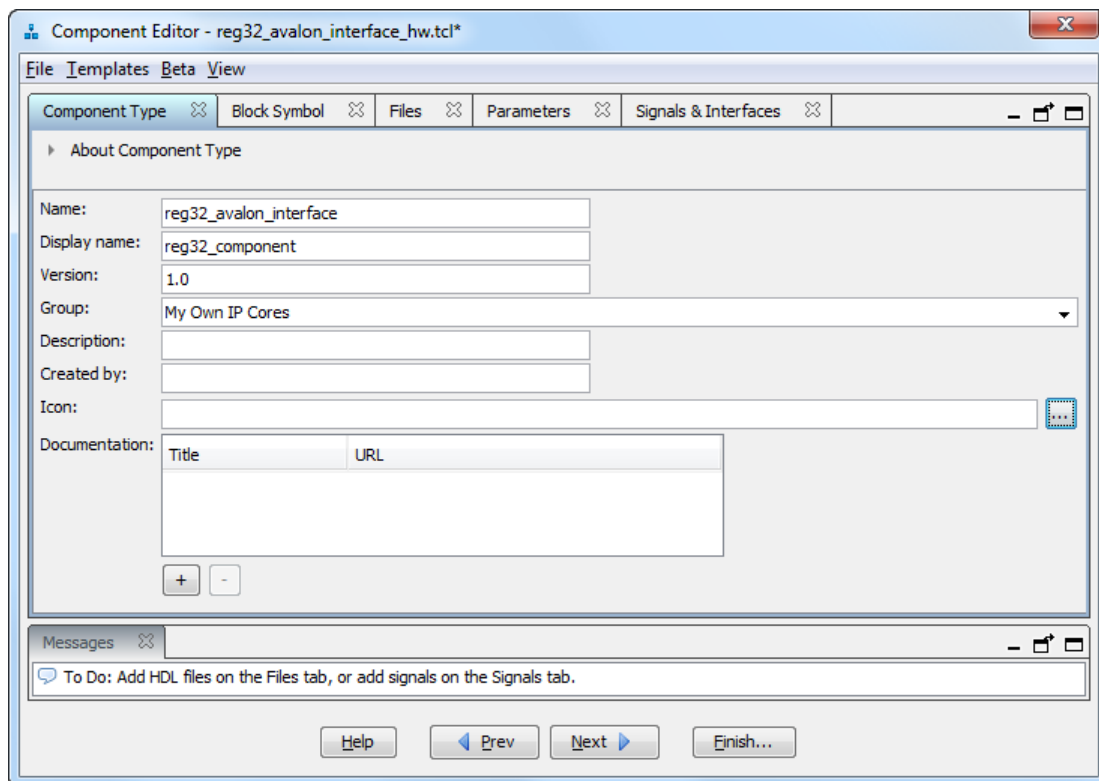 Component Editor - reg32_avalon_interface_hw.tcl*
File Templates Beta View
Component Type Block Symbol Files Parameters Signals & Interfaces
About Component Type
Name: reg32_avalon_interface
Display name: reg32_component
Version: 1.0
Group: My Own IP Cores
Description:
Created by:
Icon: ...
Documentation: Title URL
+ -
Messages
To Do: Add HDL files on the Files tab, or add signals on the Signals tab.
Help Prev Next Finish...